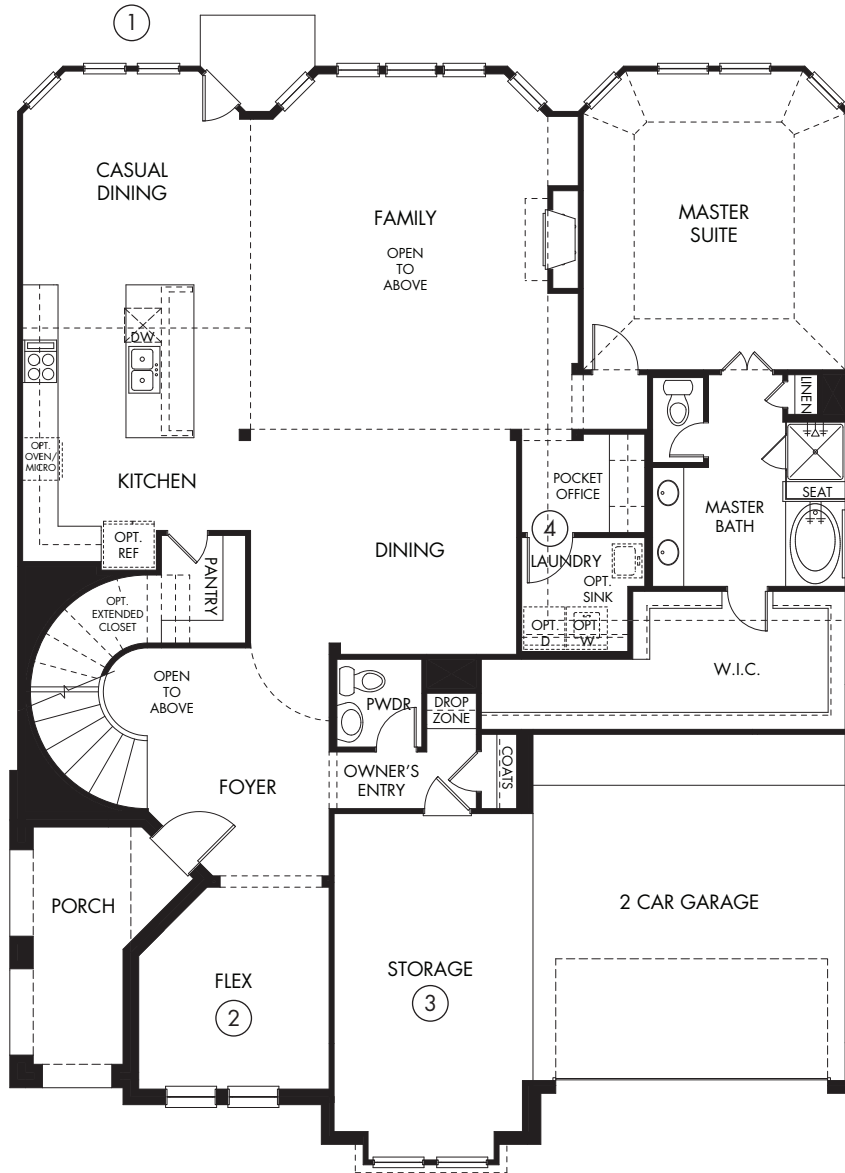 1
CASUAL
DINING
FAMILY
OPEN
TO
ABOVE
MASTER
SUITE
DW
LINEN
OPT.
OVEN/
MICRO
KITCHEN
POCKET
OFFICE
SEAT
MASTER
BATH
OPT.
REF
PANTRY
DINING
4
LAUNDRY
OPT.
SINK
OPT.
EXTENDED
CLOSET
OPT.
D
OPT.
W
OPEN
TO
ABOVE
W.I.C.
PWDR
DROP
ZONE
OWNER'S
ENTRY
COATS
FOYER
PORCH
2 CAR GARAGE
FLEX
2
STORAGE
3